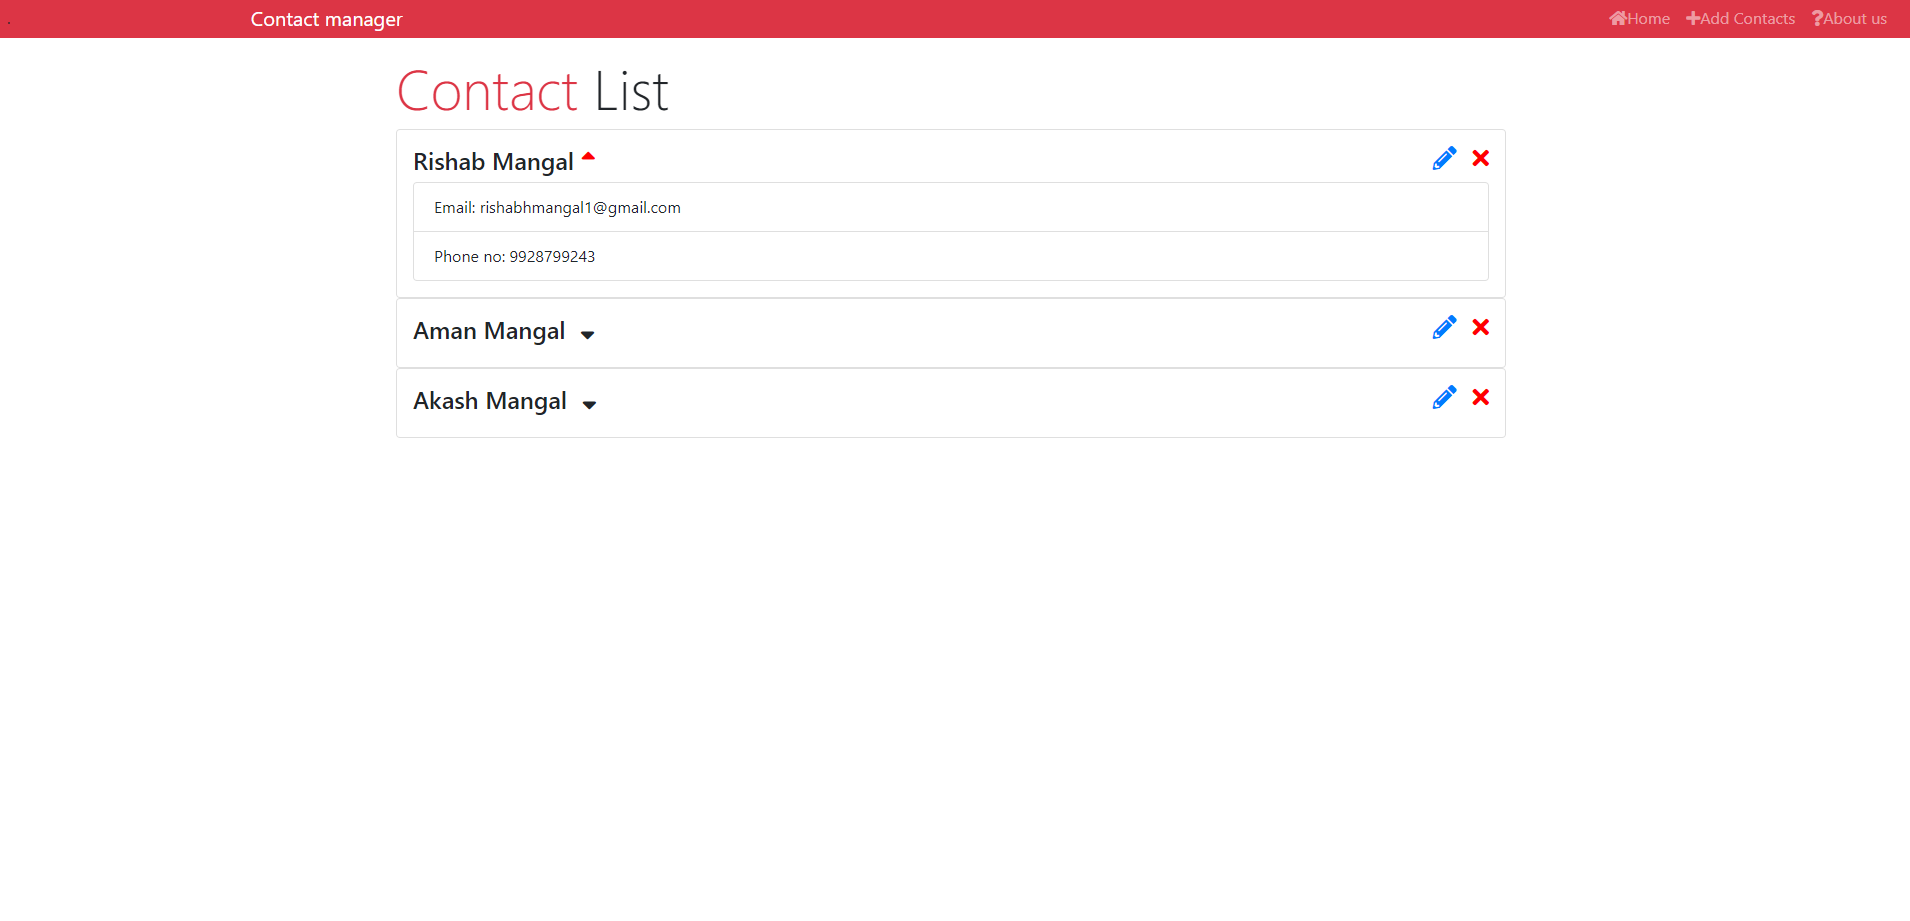 Contact manager
Home Add Contacts ?About us
Contact List
Rishab Mangal
Email: rishabhmangal1@gmail.com
Phone no: 9928799243
Aman Mangal
Akash Mangal